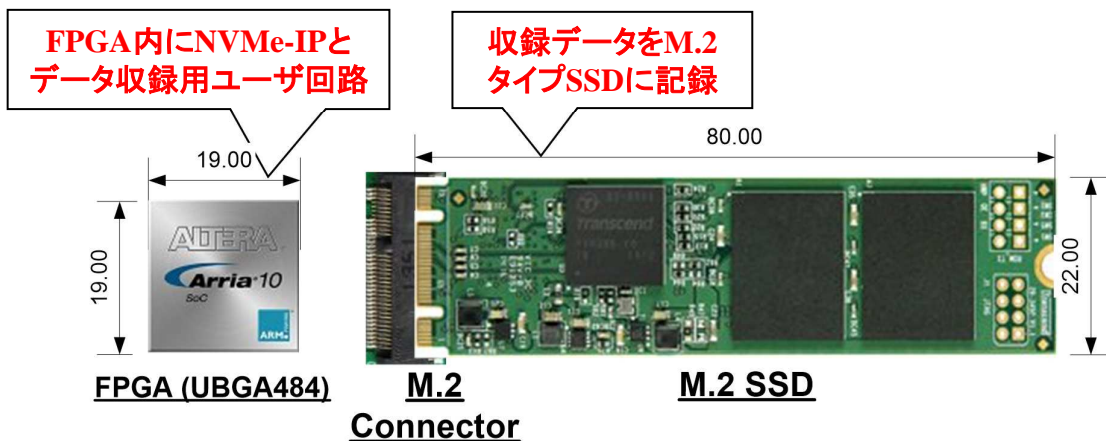 FPGA内にNVMe-IPと
データ収録用ユーザ回路
収録データをM.2
タイプSSDに記録
19.00
80.00
19.00
ALTERA
Arria 10
SoC
ARM
Transcend
22.00
FPGA (UBGA484)
M.2
Connector
M.2 SSD